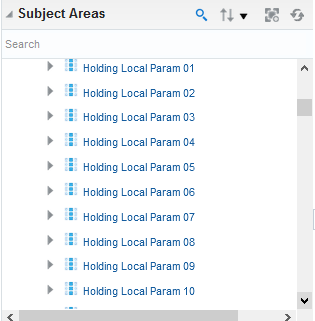 Subject Areas
Search
Holding Local Param 01
Holding Local Param 02
Holding Local Param 03
Holding Local Param 04
Holding Local Param 05
Holding Local Param 06
Holding Local Param 07
Holding Local Param 08
Holding Local Param 09
Holding Local Param 10